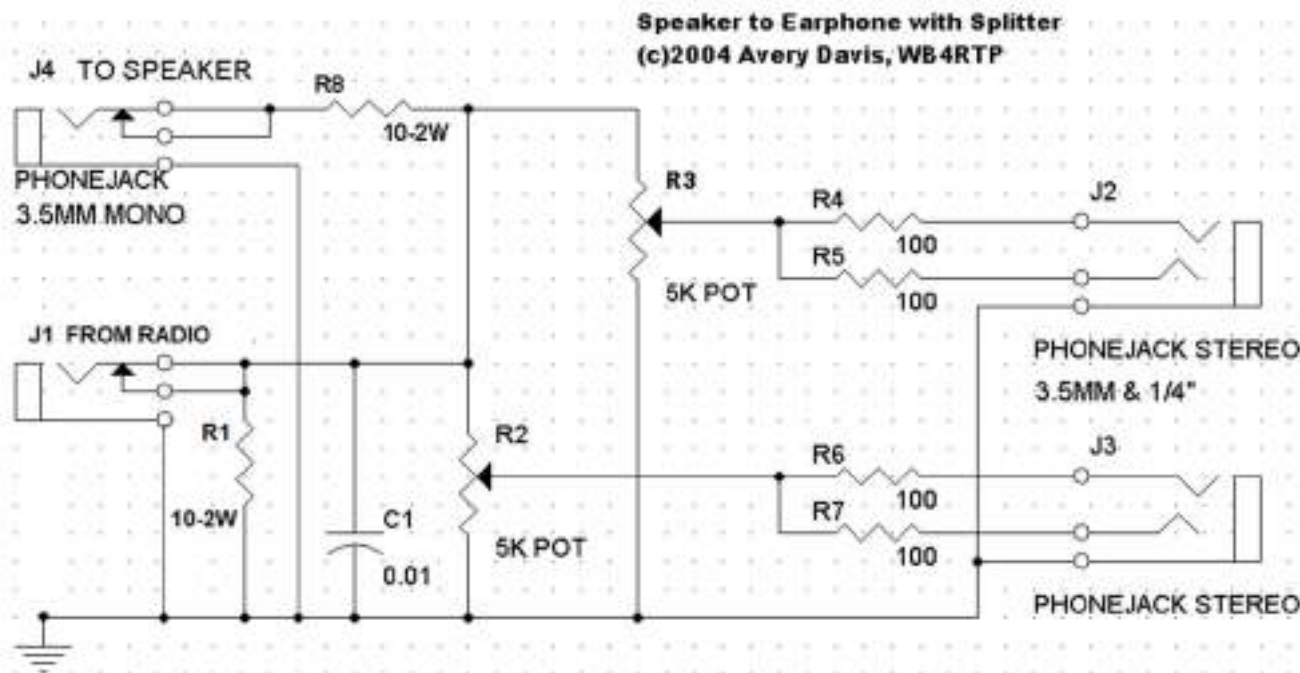 Speaker to Earphone with Splitter
(c)2004 Avery Davis, WB4RTP
J4 TO SPEAKER
R8
10-2W
PHONEJACK
3.5MM MONO
R3
5K POT
R4
100
R5
100
J2
PHONEJACK STEREO
3.5MM & 1/4"
J1 FROM RADIO
R1
10-2W
C1
0.01
R2
5K POT
R6
100
R7
100
J3
PHONEJACK STEREO